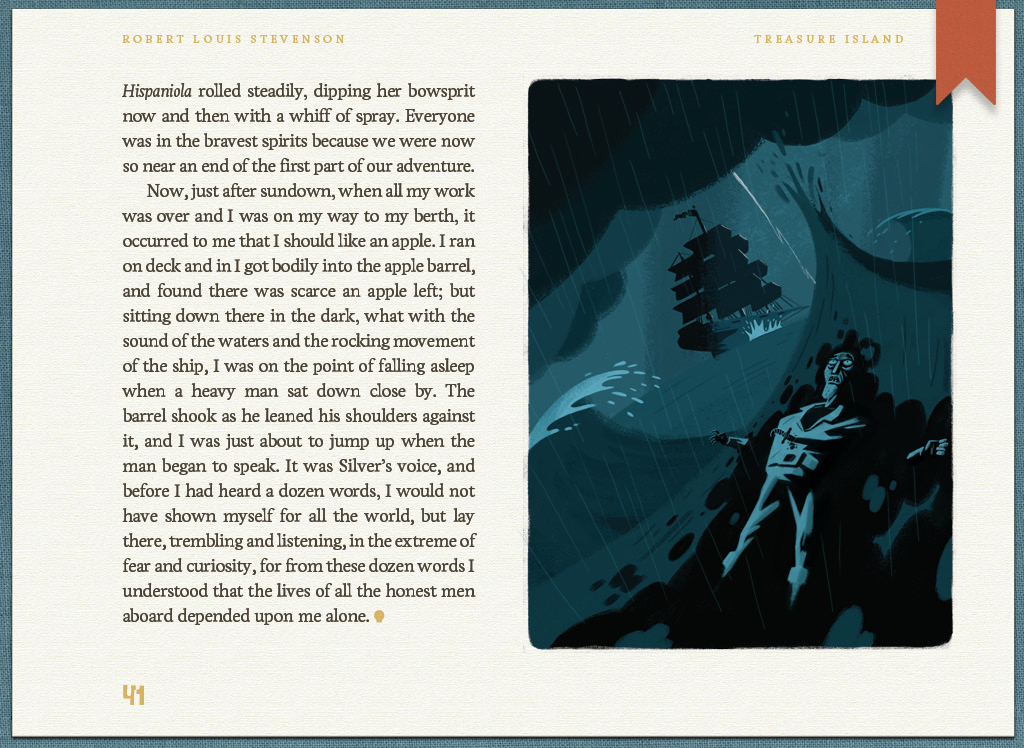 ROBERT LOUIS STEVENSON
TREASURE ISLAND
Hispaniola rolled steadily, dipping her bowsprit
now and then with a whiff of spray. Everyone
was in the bravest spirits because we were now
so near an end of the first part of our adventure.
Now, just after sundown, when all my work
was over and I was on my way to my berth, it
occurred to me that I should like an apple. I ran
on deck and in I got bodily into the apple barrel,
and found there was scarce an apple left; but
sitting down there in the dark, what with the
sound of the waters and the rocking movement
of the ship, I was on the point of falling asleep
when a heavy man sat down close by. The
barrel shook as he leaned his shoulders against
it, and I was just about to jump up when the
man began to speak. It was Silver’s voice, and
before I had heard a dozen words, I would not
have shown myself for all the world, but lay
there, trembling and listening, in the extreme of
fear and curiosity, for from these dozen words I
understood that the lives of all the honest men
aboard depended upon me alone.
41